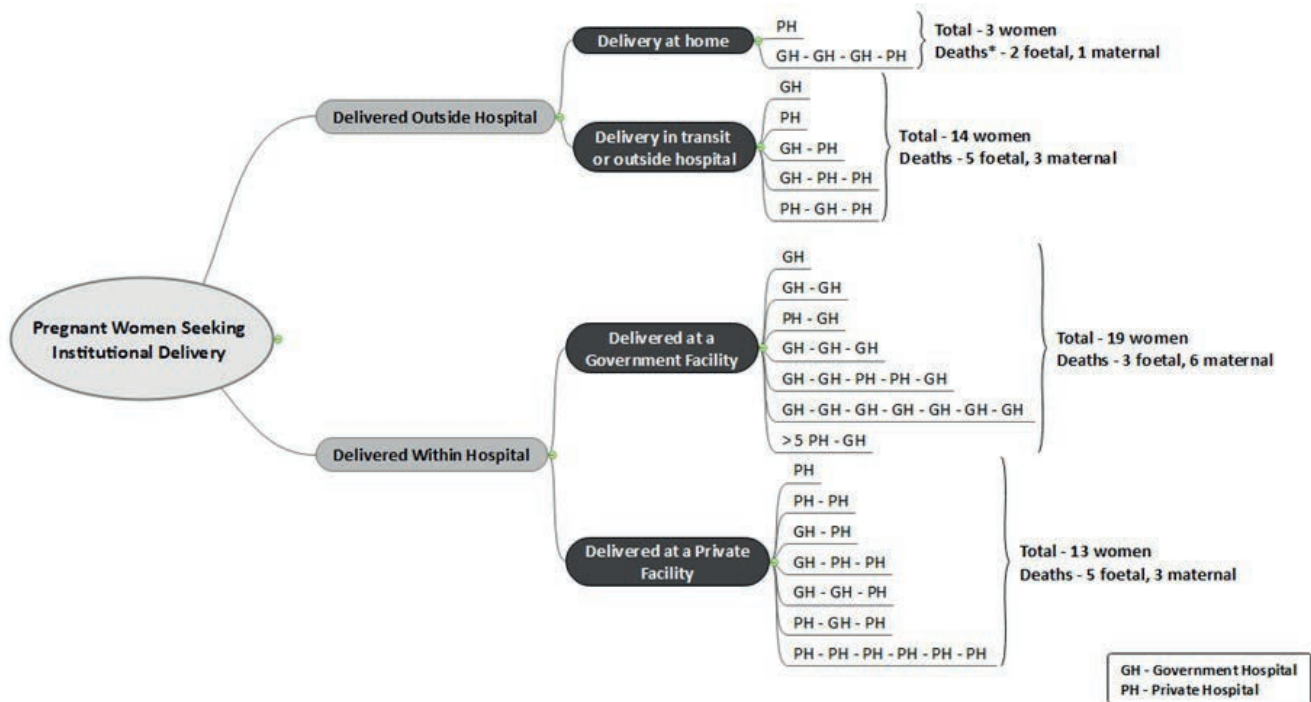 Pregnant Women Seeking
Institutional Delivery
Delivered Outside Hospital
Delivery at home
PH
GH - GH - GH - PH
Total - 3 women
Deaths* - 2 foetal, 1 maternal
Delivery in transit
or outside hospital
GH
PH
GH - PH
GH - PH - PH
PH - GH - PH
Total - 14 women
Deaths - 5 foetal, 3 maternal
Delivered Within Hospital
Delivered at a
Government Facility
GH
GH - GH
PH - GH
GH - GH - GH
GH - GH - PH - PH - GH
GH - GH - GH - GH - GH - GH - GH
> 5 PH - GH
Total - 19 women
Deaths - 3 foetal, 6 maternal
Delivered at a Private
Facility
PH
PH - PH
GH - PH
GH - PH - PH
GH - GH - PH
PH - GH - PH
PH - PH - PH - PH - PH - PH
Total - 13 women
Deaths - 5 foetal, 3 maternal
GH - Government Hospital
PH - Private Hospital